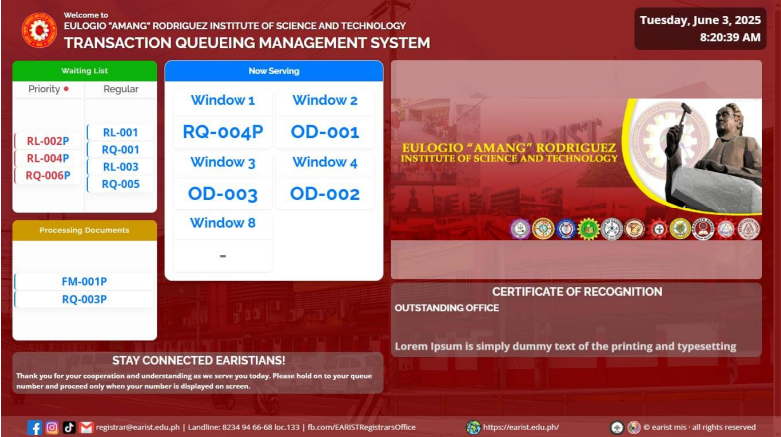 Welcome to
EULOGIO "AMANG" RODRIGUEZ INSTITUTE OF SCIENCE AND TECHNOLOGY
TRANSACTION QUEUEING MANAGEMENT SYSTEM
Tuesday, June 3, 2025
8:20:39 AM
Waiting List
Priority Regular
RL-002P
RL-004P
RQ-006P
RL-001
RQ-001
RL-003
RQ-005
Processing Documents
FM-001P
RQ-003P
Now Serving
Window 1 Window 2
RQ-004P OD-001
Window 3 Window 4
OD-003 OD-002
Window 8
-
EULOGIO "AMANG" RODRIGUEZ
INSTITUTE OF SCIENCE AND TECHNOLOGY
CERTIFICATE OF RECOGNITION
OUTSTANDING OFFICE
Lorem Ipsum is simply dummy text of the printing and typesetting
STAY CONNECTED EARISTIANS!
Thank you for your cooperation and understanding as we serve you today. Please hold on to your queue
number and proceed only when your number is displayed on screen.
registrar@earist.edu.ph | Landline: 8234 94 66-68 loc.133 | fb.com/EARISTRegistrarsOffice https://earist.edu.ph/ © earist mis · all rights reserved